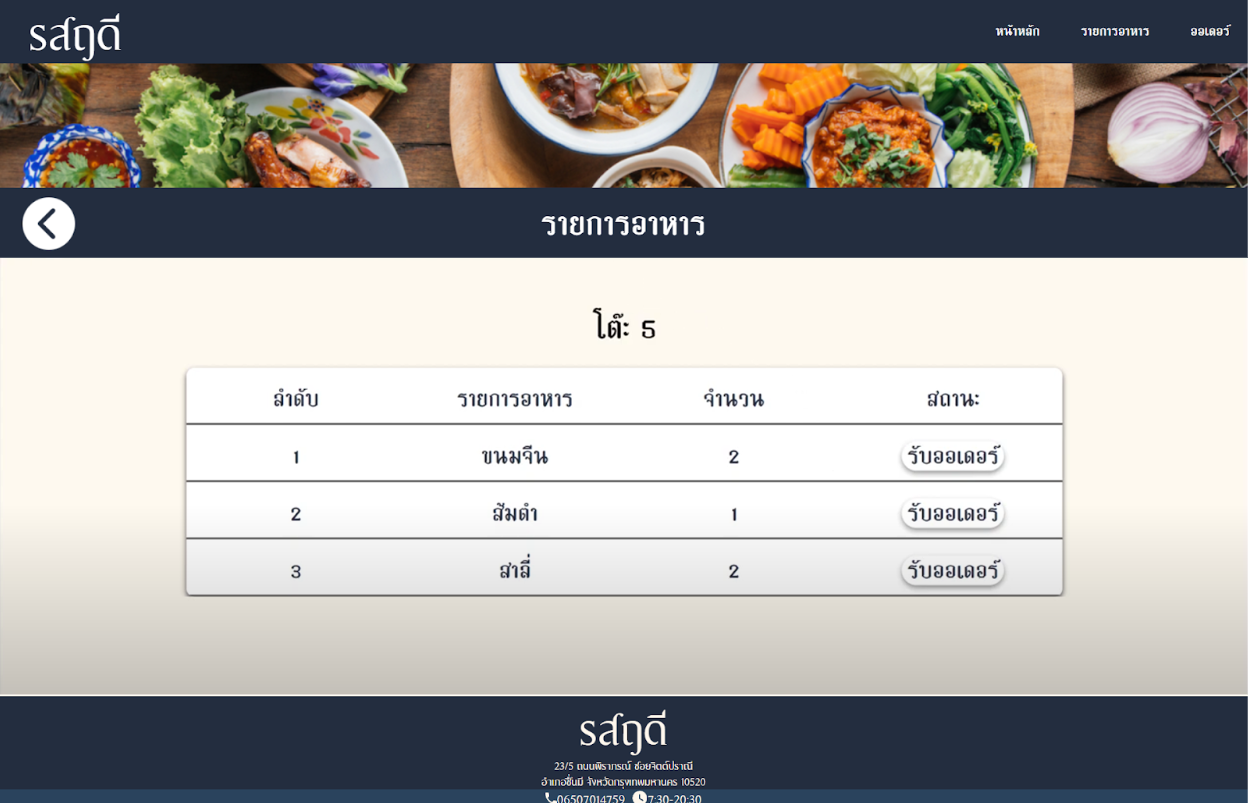 รสฤดี
หน้าหลัก รายการอาหาร ออเดอร์
รายการอาหาร
โต๊ะ 5
ลำดับ รายการอาหาร จำนวน สถานะ
1 ขนมจีน 2 รับออเดอร์
2 ส้มตำ 1 รับออเดอร์
3 สาลี่ 2 รับออเดอร์
รสฤดี
23/5 ถนนพิรากรณ์ ซอยจิตต์ปราณี
อำเภอชื่นมี จังหวัดกรุงเทพมหานคร 10520
06507014759 7:30-20:30